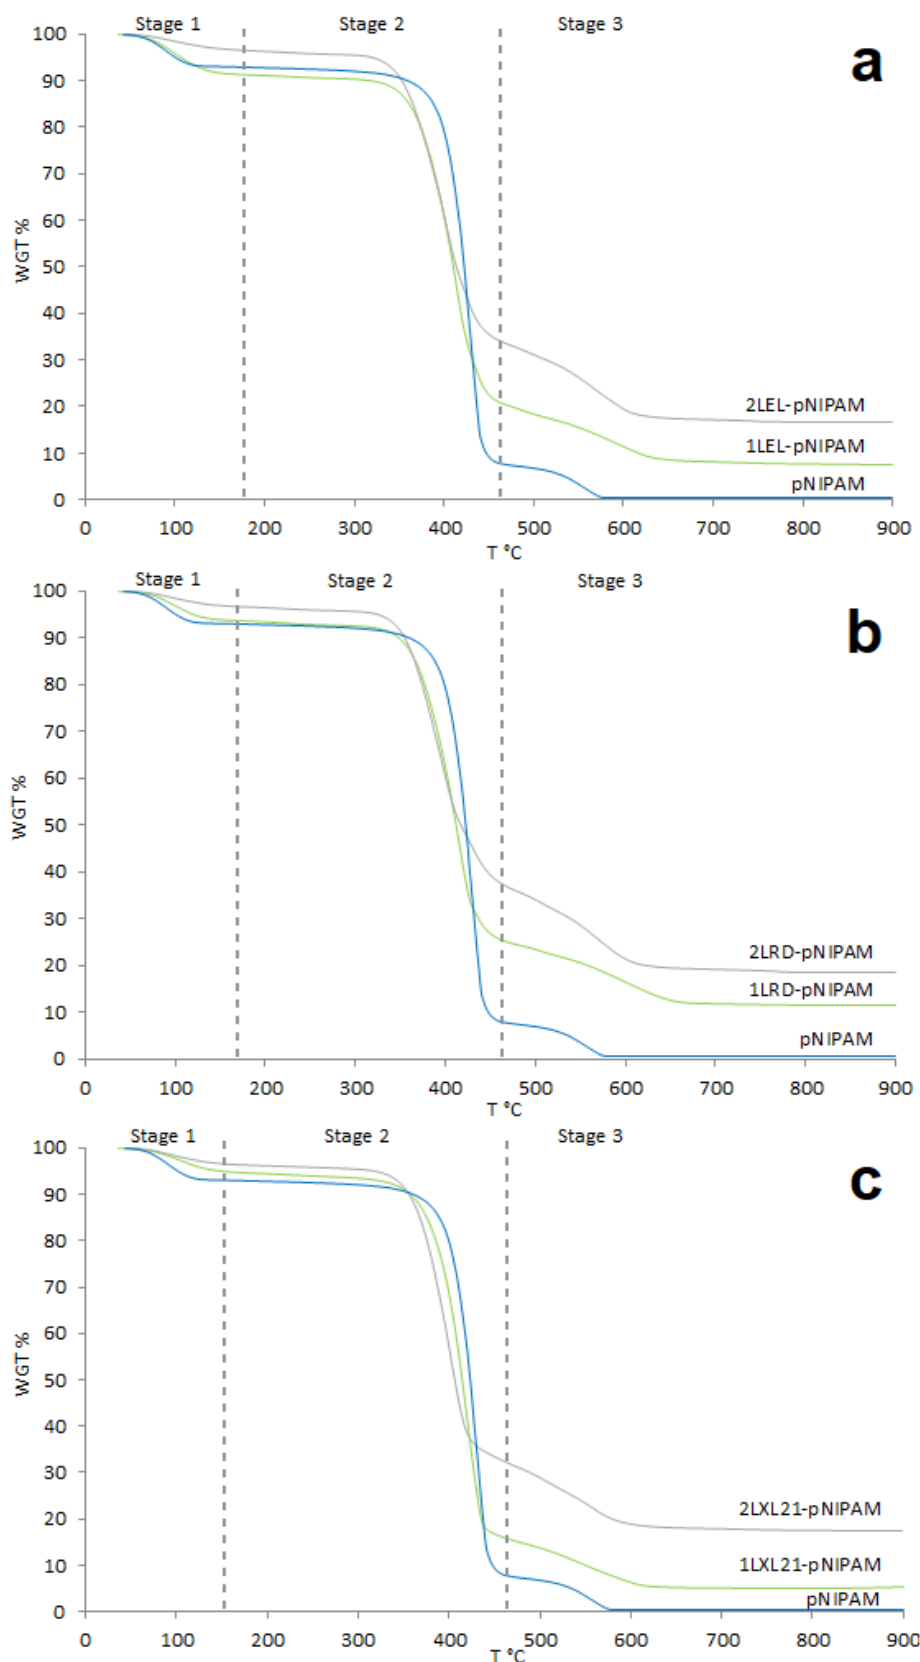 Stage 1 Stage 2 Stage 3
a
100
90
80
70
60
50
40
30
20
10
0
WGT %
2LEL-pNIPAM
1LEL-pNIPAM
pNIPAM
0 100 200 300 400 500 600 700 800 900
T °C
Stage 1 Stage 2 Stage 3
b
100
90
80
70
60
50
40
30
20
10
0
WGT %
2LRD-pNIPAM
1LRD-pNIPAM
pNIPAM
0 100 200 300 400 500 600 700 800 900
T °C
Stage 1 Stage 2 Stage 3
c
100
90
80
70
60
50
40
30
20
10
0
WGT %
2LXL21-pNIPAM
1LXL21-pNIPAM
pNIPAM
0 100 200 300 400 500 600 700 800 900
T °C